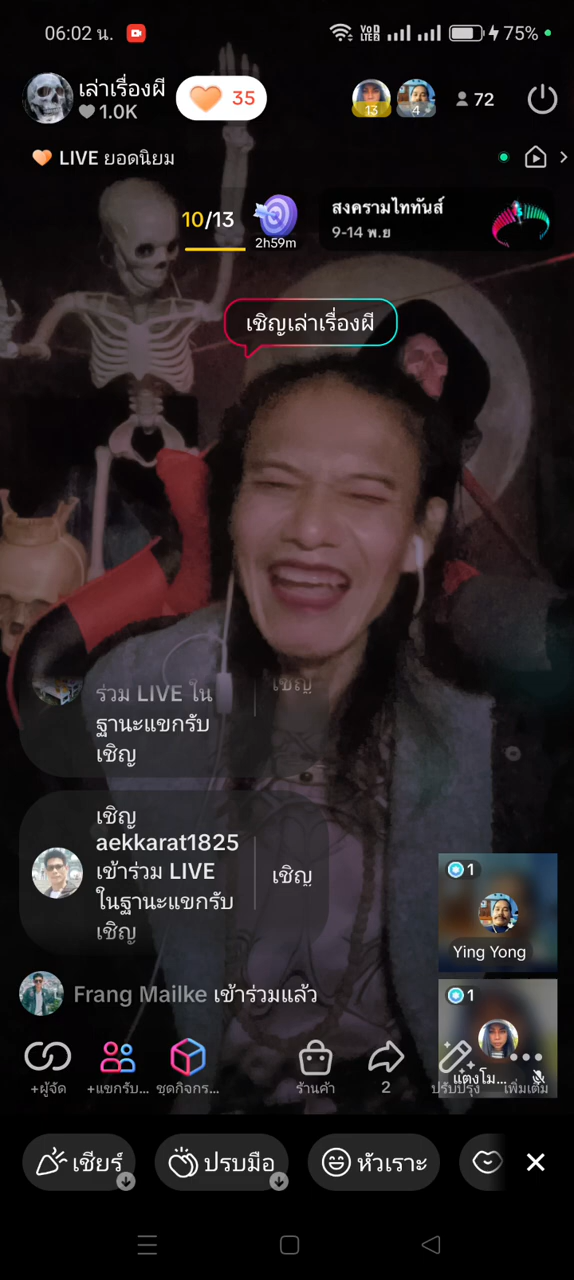 06:02 น.
VoD
LTEB
75%
เล่าเรื่องผี
1.0K
35
13
4
72
LIVE ยอดนิยม
10/13
2h59m
สงครามไททันส์
9-14 พ.ย
เชิญเล่าเรื่องผี
ร่วม LIVE ใน
ฐานะแขกรับ
เชิญ
เชิญ
เชิญ
aekkarat1825
เข้าร่วม LIVE
ในฐานะแขกรับ
เชิญ
เชิญ
1
Ying Yong
Frang Mailke เข้าร่วมแล้ว
1
แตงโม...
+ผู้จัด
+แขกรับ...
ชุดกิจกร...
ร้านค้า
2
ปรับปรุง
เพิ่มเติม
เชียร์
ปรบมือ
หัวเราะ